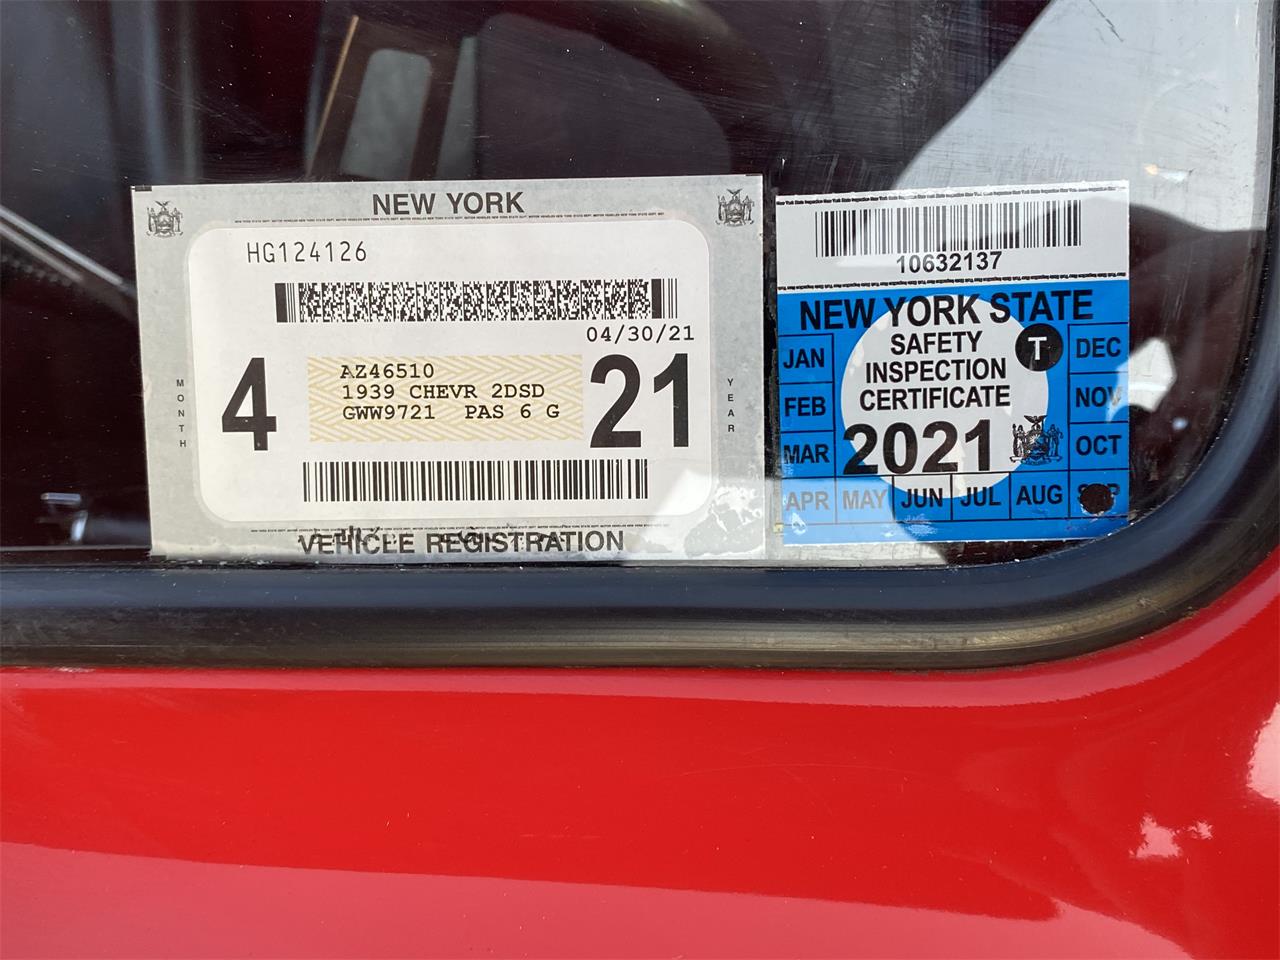 NEW YORK
HG124126
04/30/21
MONTH
4
AZ46510
1939 CHEVR 2DSD
GWW9721 PAS 6 G
21
YEAR
VEHICLE REGISTRATION
10632137
NEW YORK STATE
SAFETY
INSPECTION
CERTIFICATE
T
2021
JAN
FEB
MAR
APR MAY JUN JUL AUG SEP
OCT
NOV
DEC